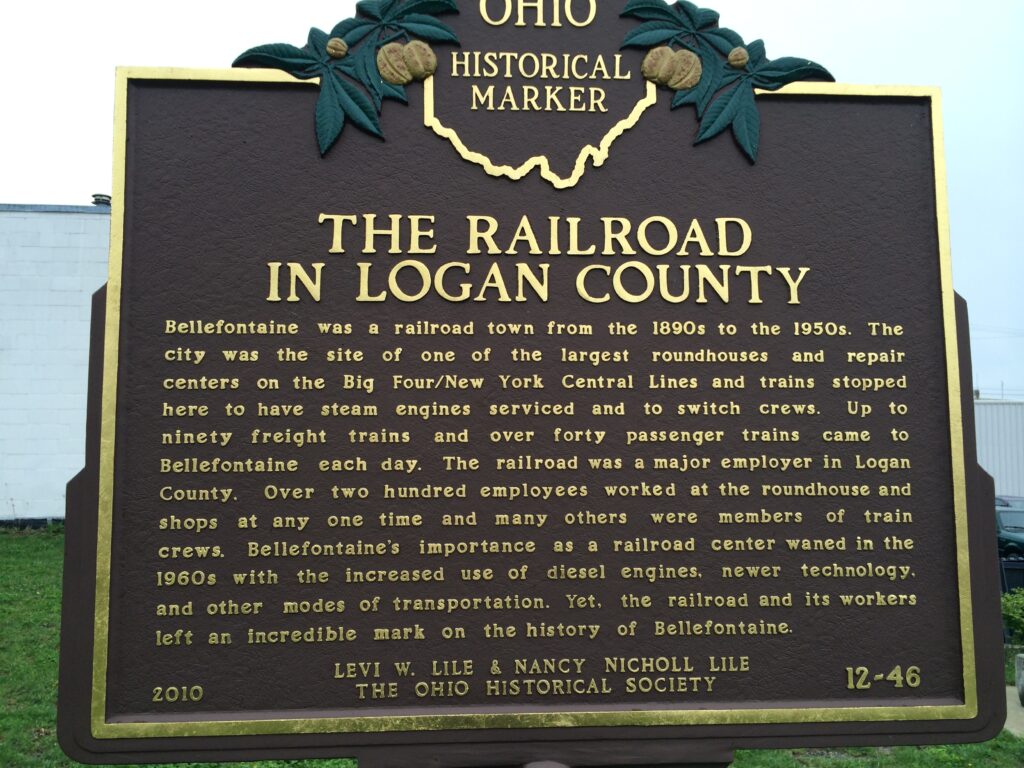 OHIO
HISTORICAL
MARKER
THE RAILROAD
IN LOGAN COUNTY
Bellefontaine was a railroad town from the 1890s to the 1950s. The
city was the site of one of the largest roundhouses and repair
centers on the Big Four/New York Central Lines and trains stopped
here to have steam engines serviced and to switch crews. Up to
ninety freight trains and over forty passenger trains came to
Bellefontaine each day. The railroad was a major employer in Logan
County. Over two hundred employees worked at the roundhouse and
shops at any one time and many others were members of train
crews. Bellefontaine's importance as a railroad center waned in the
1960s with the increased use of diesel engines, newer technology,
and other modes of transportation. Yet, the railroad and its workers
left an incredible mark on the history of Bellefontaine.
LEVI W. LILE & NANCY NICHOLL LILE
THE OHIO HISTORICAL SOCIETY
2010
12-46